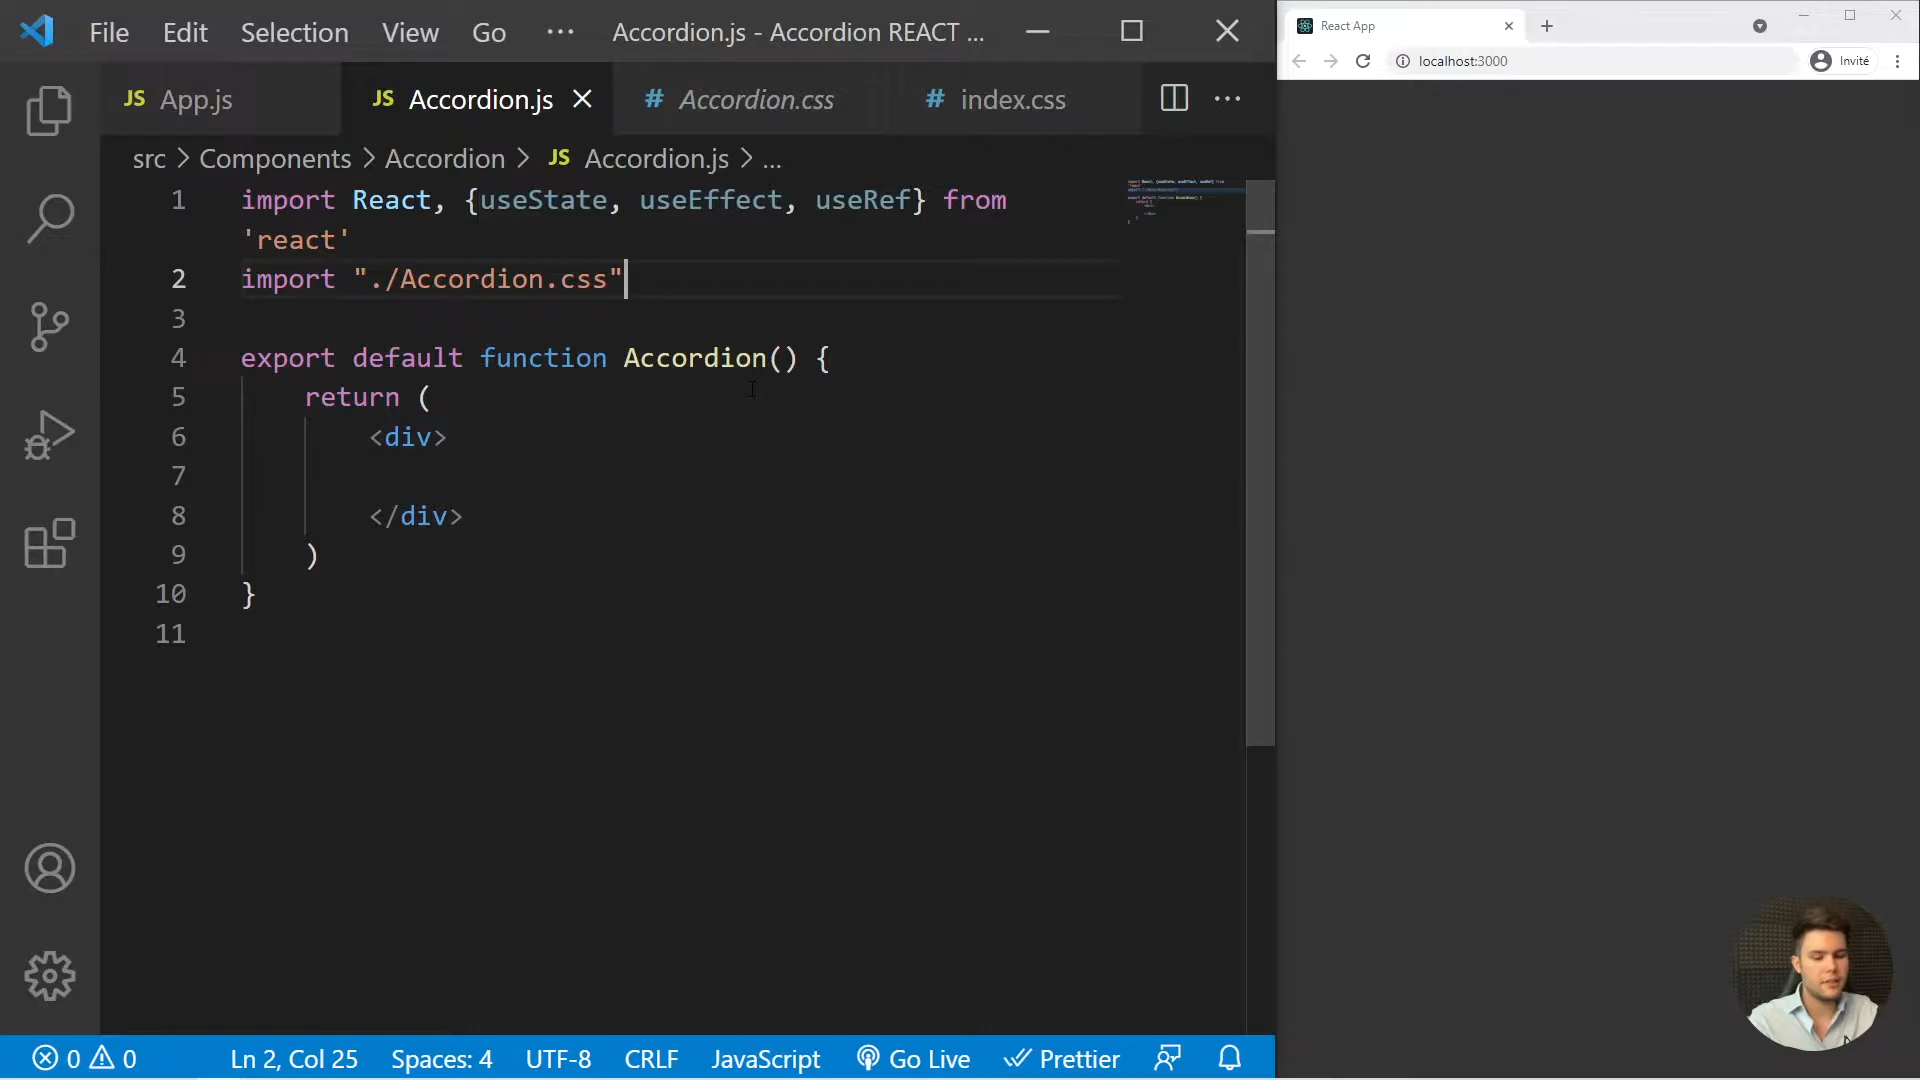 File Edit Selection View Go ··· Accordion.js - Accordion REACT ...
JS App.js JS Accordion.js # Accordion.css # index.css ···
src > Components > Accordion > JS Accordion.js > ...
1 import React, {useState, useEffect, useRef} from
'react'
2 import "./Accordion.css"
3
4 export default function Accordion() {
5 return (
6 <div>
7
8 </div>
9 )
10 }
11
0 0 Ln 2, Col 25 Spaces: 4 UTF-8 CRLF JavaScript Go Live Prettier
React App
localhost:3000 Invité